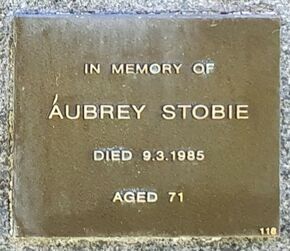 IN MEMORY OF
AUBREY STOBIE
DIED 9.3.1985
AGED 71
118